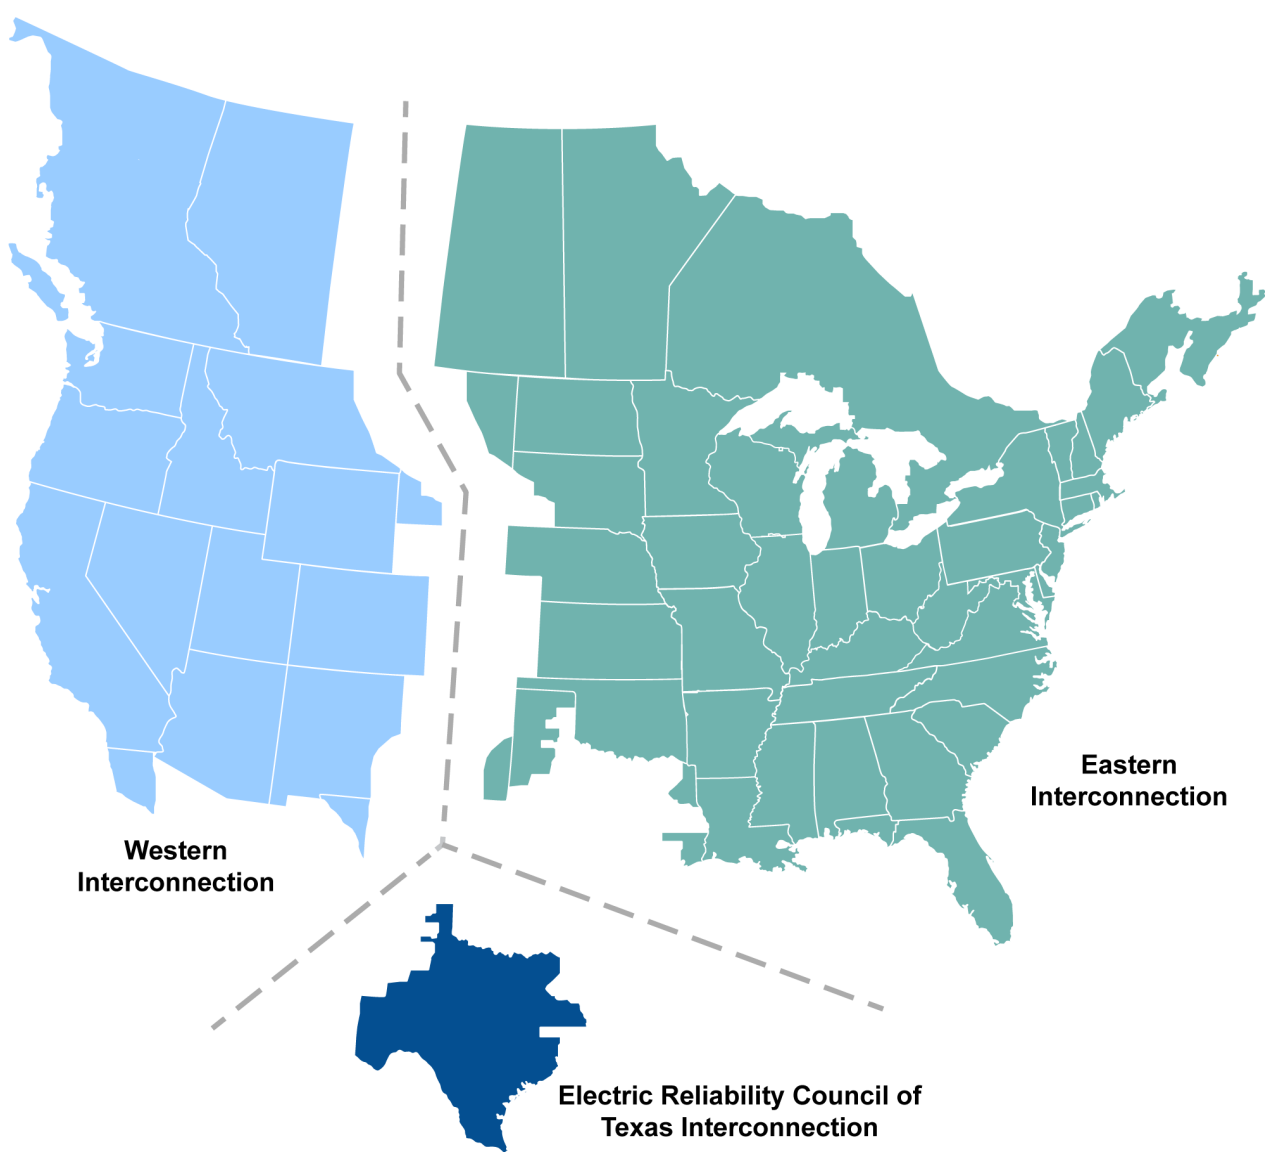 Eastern
Interconnection
Western
Interconnection
Electric Reliability Council of
Texas Interconnection